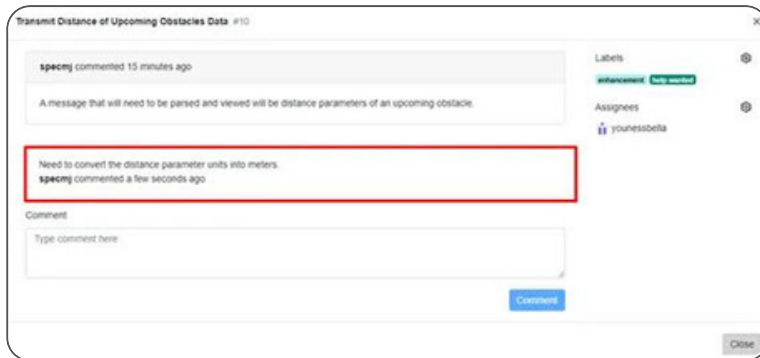 Transmit Distance of Upcoming Obstacles Data #10
×
specmj commented 15 minutes ago
A message that will need to be parsed and viewed will be distance parameters of an upcoming obstacle.
Need to convert the distance parameter units into meters.
specmj commented a few seconds ago
Comment
Type comment here
Comment
Labels
enhancement help wanted
Assignees
younessbella
Close